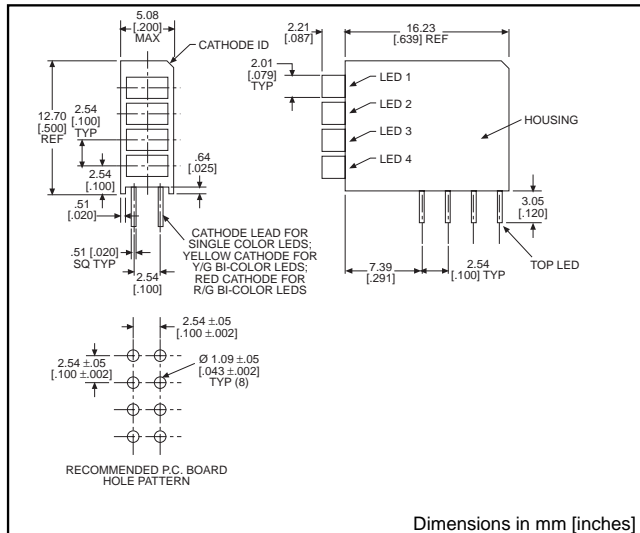 5.08
[.200]
MAX
CATHODE ID
12.70
[.500]
REF
2.54
[.100]
TYP
2.54
[.100]
.64
[.025]
.51
[.020]
.51 [.020]
SQ TYP
2.54
[.100]
CATHODE LEAD FOR
SINGLE COLOR LEDS;
YELLOW CATHODE FOR
Y/G BI-COLOR LEDS;
RED CATHODE FOR
R/G BI-COLOR LEDS
2.21
[.087]
16.23
[.639] REF
2.01
[.079]
TYP
LED 1
LED 2
LED 3
LED 4
HOUSING
3.05
[.120]
7.39
[.291]
2.54
[.100] TYP
TOP LED
2.54 ±.05
[.100 ±.002]
2.54 ±.05
[.100 ±.002]
Ø 1.09 ±.05
[.043 ±.002]
TYP (8)
RECOMMENDED P.C. BOARD
HOLE PATTERN
Dimensions in mm [inches]